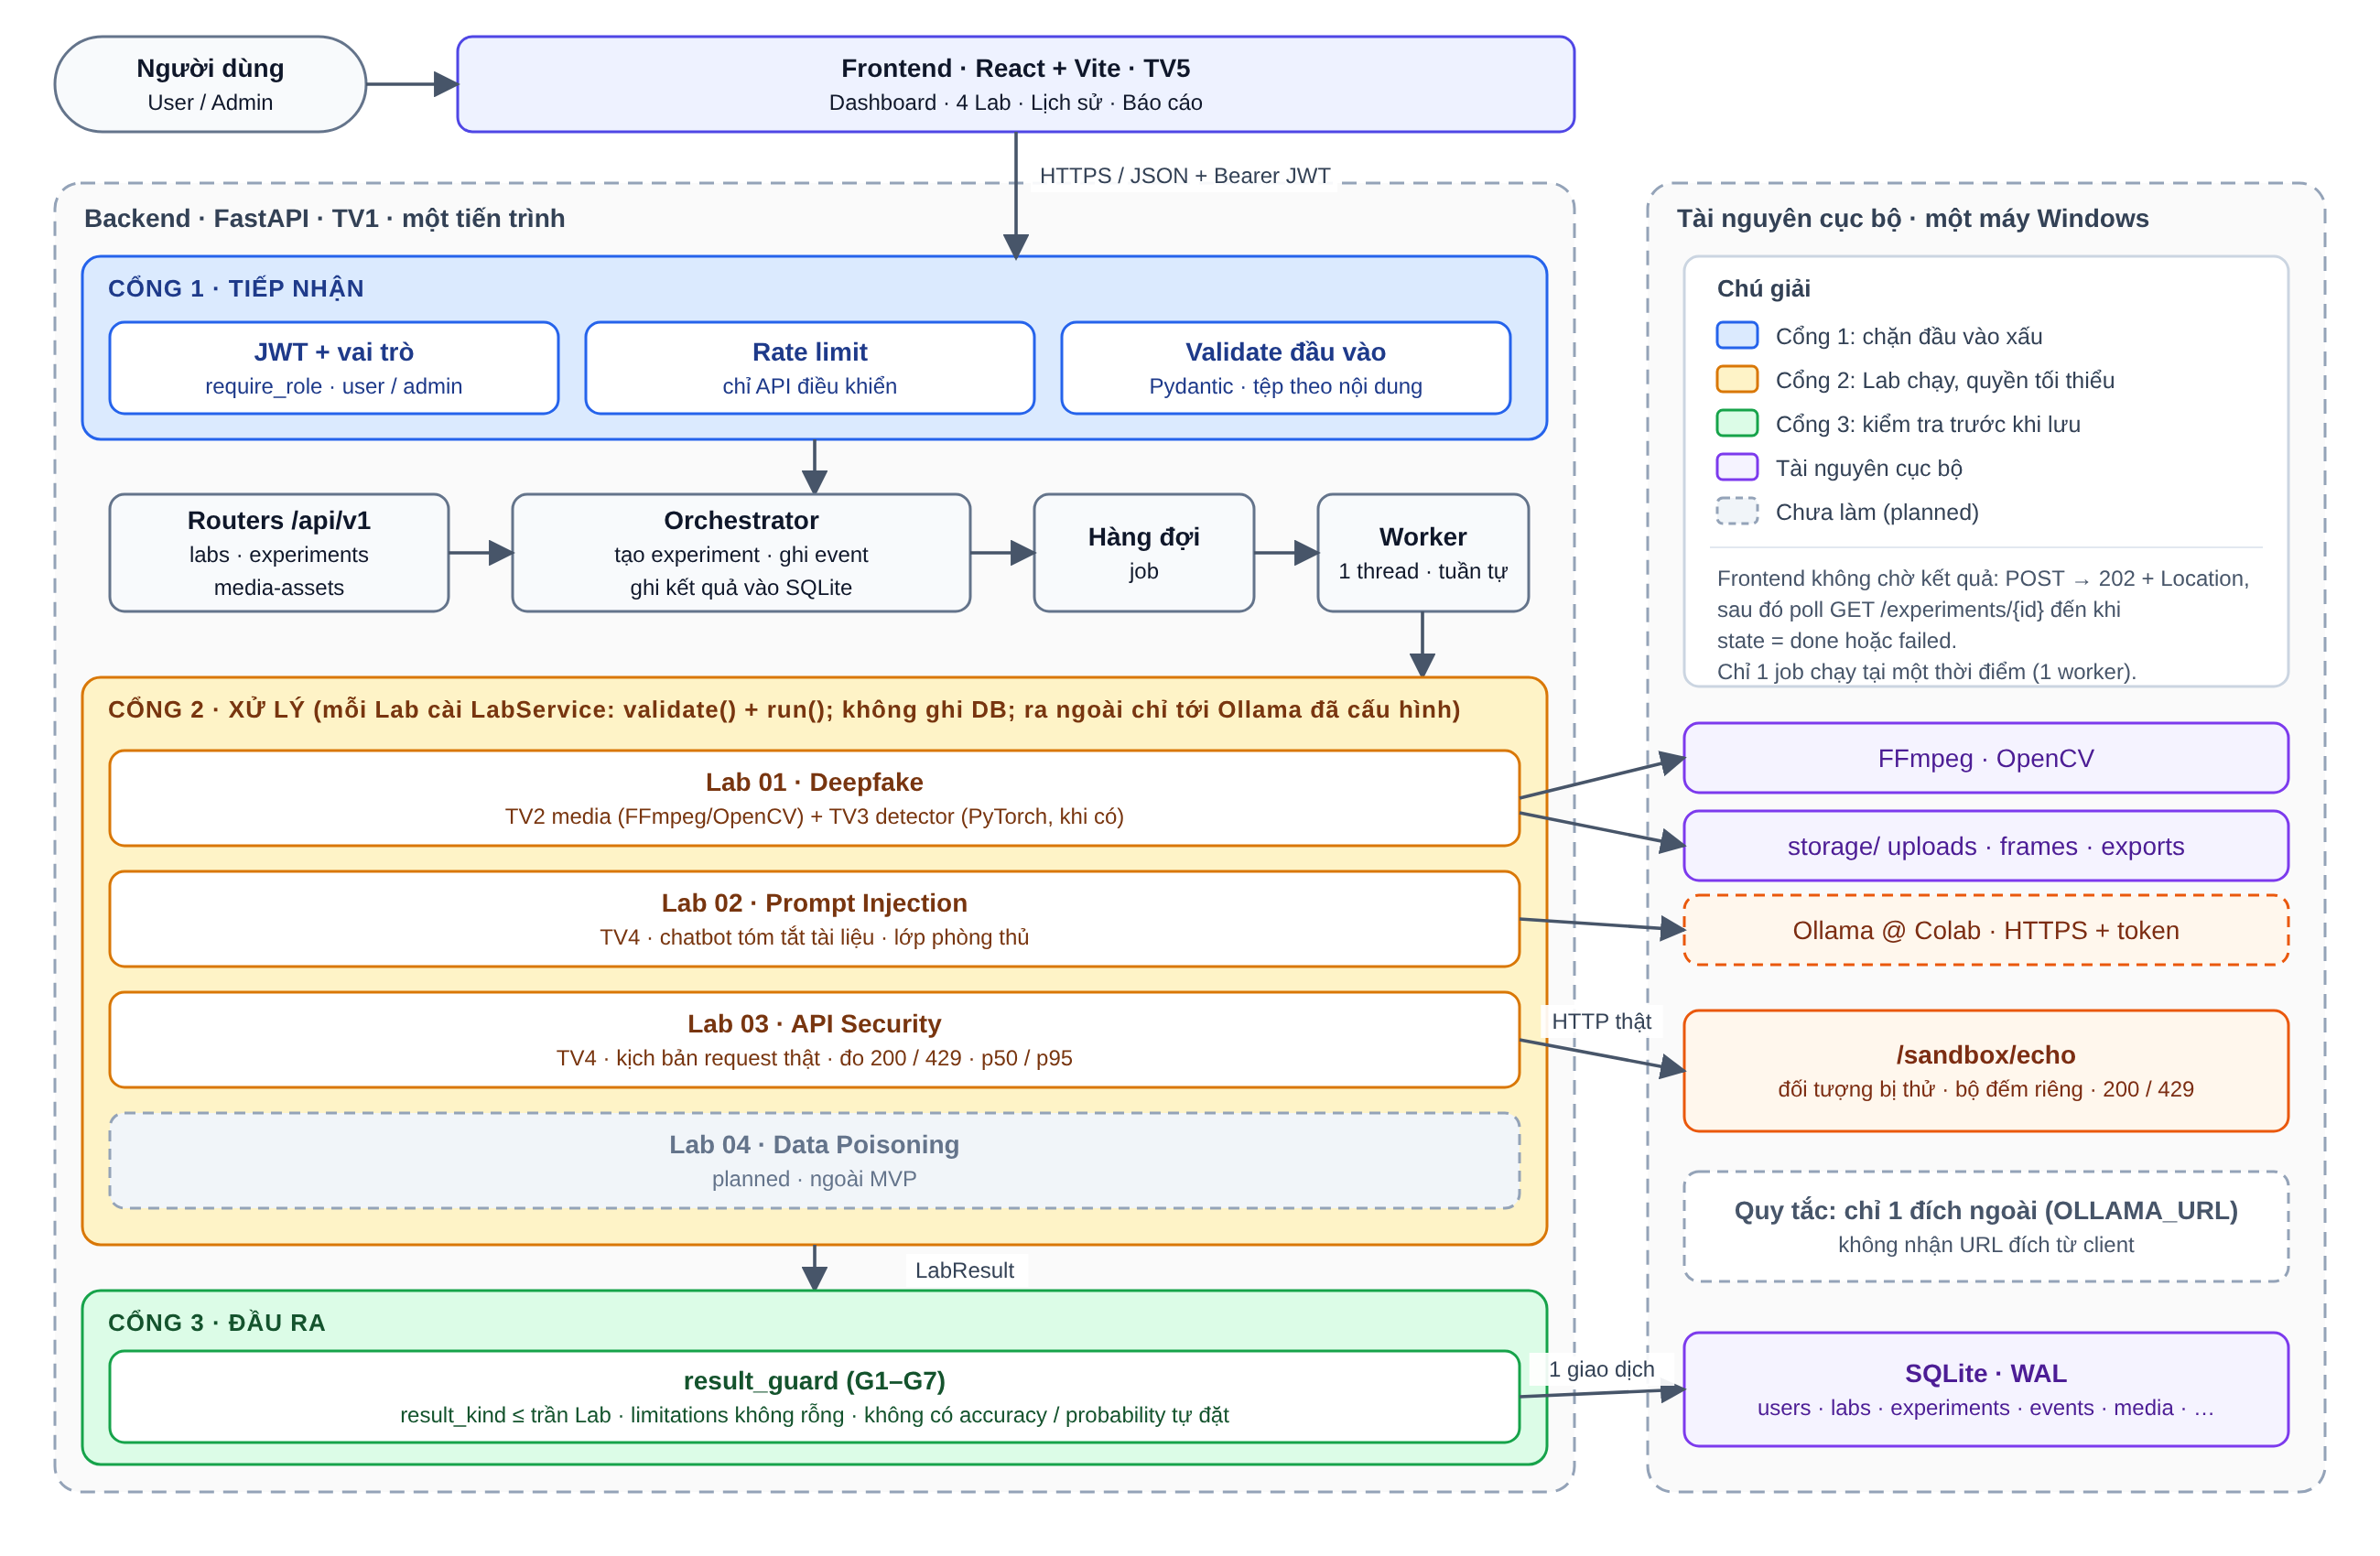 Người dùng
User / Admin
Frontend · React + Vite · TV5
Dashboard · 4 Lab · Lịch sử · Báo cáo
HTTPS / JSON + Bearer JWT
Backend · FastAPI · TV1 · một tiến trình
CỔNG 1 · TIẾP NHẬN
JWT + vai trò
require_role · user / admin
Rate limit
chỉ API điều khiển
Validate đầu vào
Pydantic · tệp theo nội dung
Routers /api/v1
labs · experiments
media-assets
Orchestrator
tạo experiment · ghi event
ghi kết quả vào SQLite
Hàng đợi
job
Worker
1 thread · tuần tự
CỔNG 2 · XỬ LÝ (mỗi Lab cài LabService: validate() + run(); không ghi DB; ra ngoài chỉ tới Ollama đã cấu hình)
Lab 01 · Deepfake
TV2 media (FFmpeg/OpenCV) + TV3 detector (PyTorch, khi có)
Lab 02 · Prompt Injection
TV4 · chatbot tóm tắt tài liệu · lớp phòng thủ
Lab 03 · API Security
TV4 · kịch bản request thật · đo 200 / 429 · p50 / p95
Lab 04 · Data Poisoning
planned · ngoài MVP
LabResult
CỔNG 3 · ĐẦU RA
result_guard (G1–G7)
result_kind ≤ trần Lab · limitations không rỗng · không có accuracy / probability tự đặt
HTTP thật
1 giao dịch
Tài nguyên cục bộ · một máy Windows
Chú giải
Cổng 1: chặn đầu vào xấu
Cổng 2: Lab chạy, quyền tối thiểu
Cổng 3: kiểm tra trước khi lưu
Tài nguyên cục bộ
Chưa làm (planned)
Frontend không chờ kết quả: POST → 202 + Location,
sau đó poll GET /experiments/{id} đến khi
state = done hoặc failed.
Chỉ 1 job chạy tại một thời điểm (1 worker).
FFmpeg · OpenCV
storage/ uploads · frames · exports
Ollama @ Colab · HTTPS + token
/sandbox/echo
đối tượng bị thử · bộ đếm riêng · 200 / 429
Quy tắc: chỉ 1 đích ngoài (OLLAMA_URL)
không nhận URL đích từ client
SQLite · WAL
users · labs · experiments · events · media · …